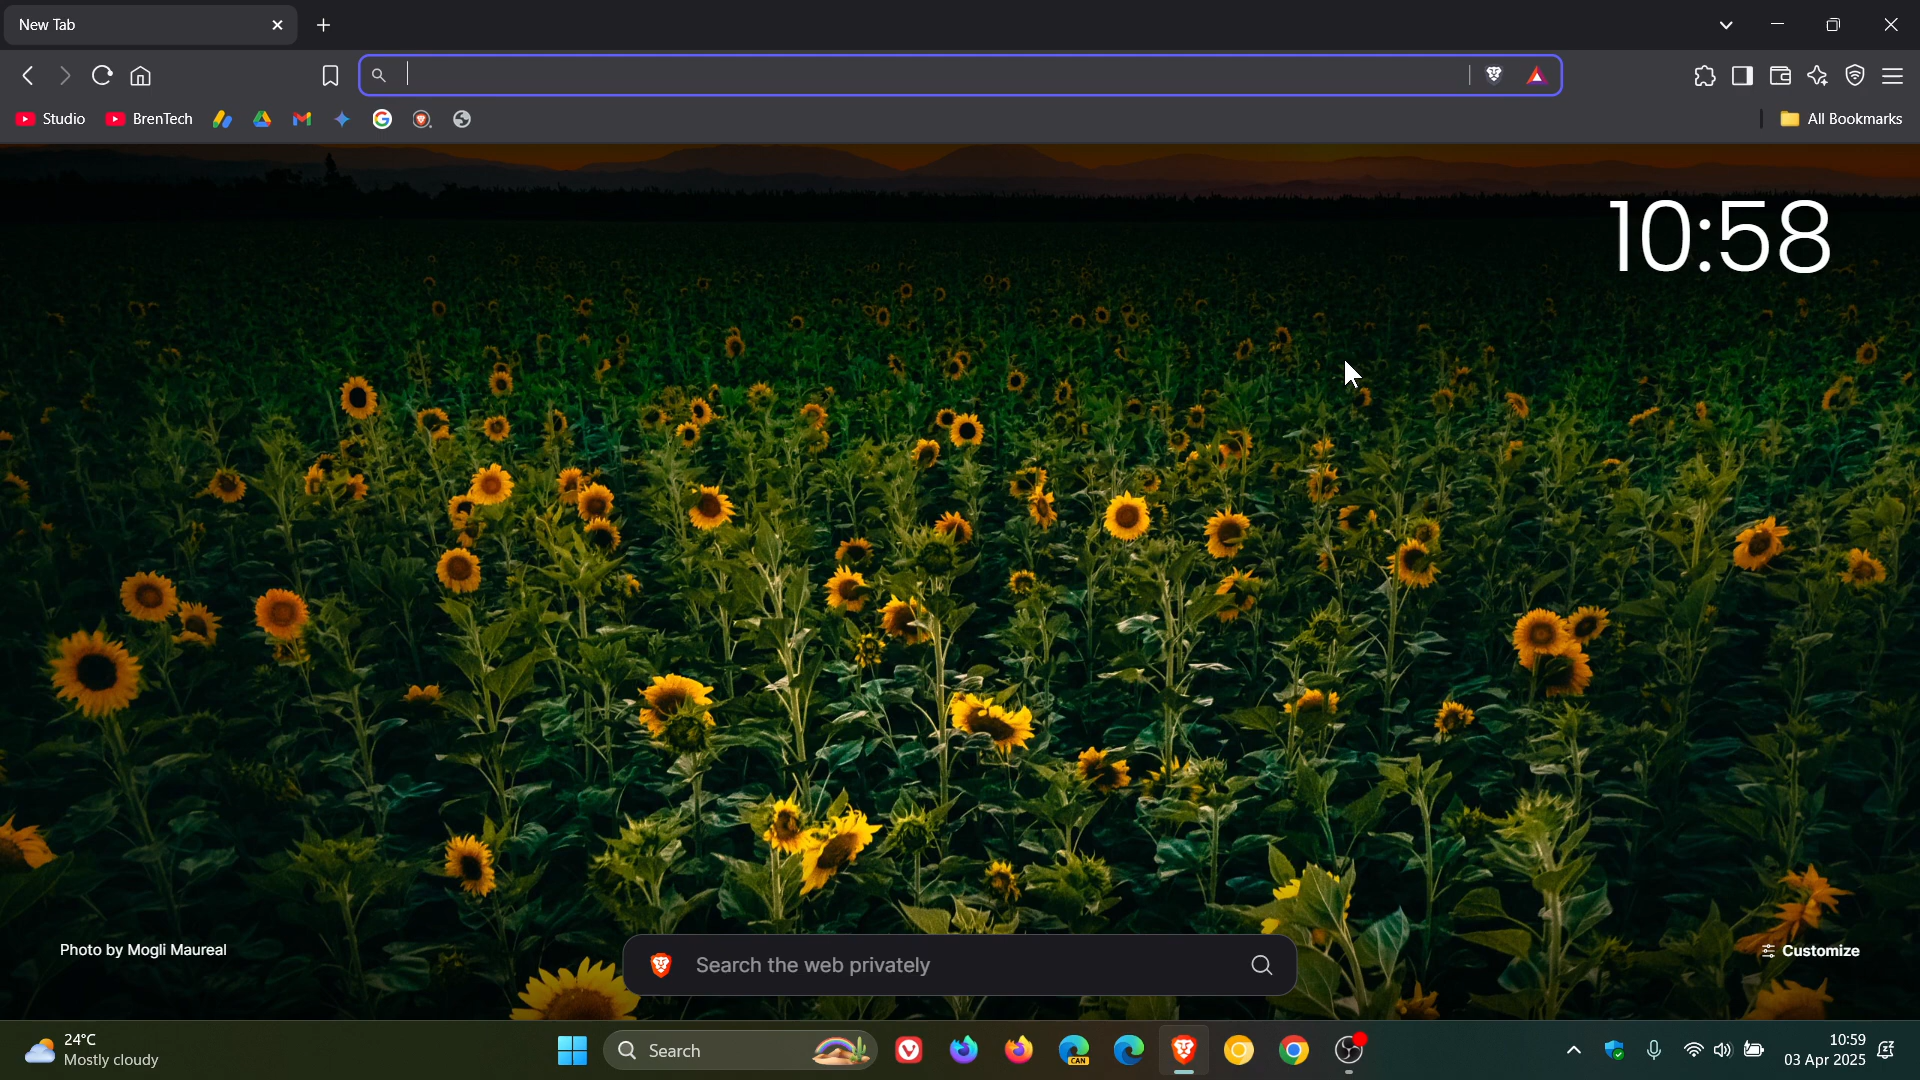 New Tab
Studio
BrenTech
All Bookmarks
10:58
Photo by Mogli Maureal
Search the web privately
Customize
24°C
Mostly cloudy
Search
CAN
10:59
03 Apr 2025